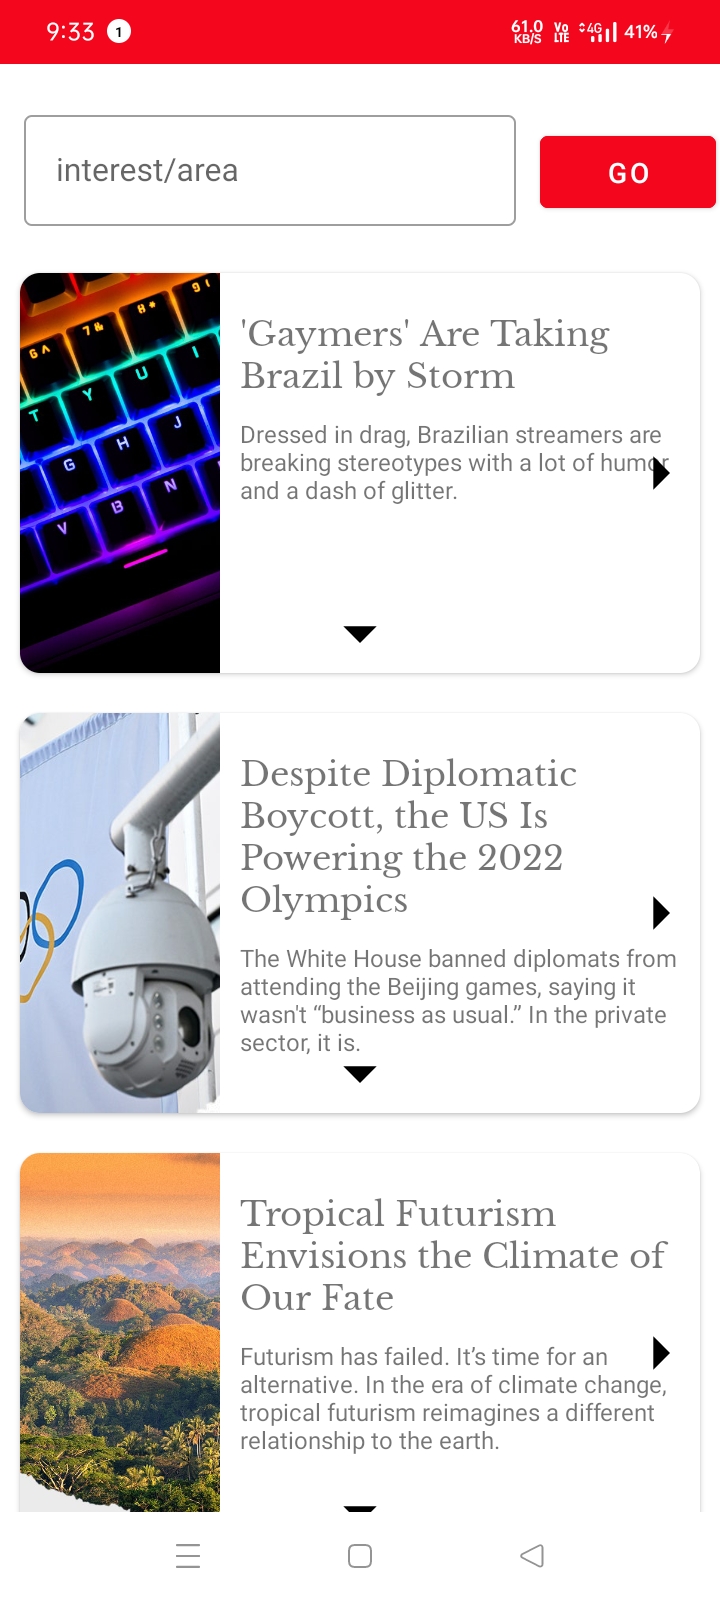 9:33 1 61.0 KB/S Vo LTE 4G 41%
interest/area
GO
'Gaymers' Are Taking
Brazil by Storm
Dressed in drag, Brazilian streamers are
breaking stereotypes with a lot of humor
and a dash of glitter.
Despite Diplomatic
Boycott, the US Is
Powering the 2022
Olympics
The White House banned diplomats from
attending the Beijing games, saying it
wasn't “business as usual.” In the private
sector, it is.
Tropical Futurism
Envisions the Climate of
Our Fate
Futurism has failed. It’s time for an
alternative. In the era of climate change,
tropical futurism reimagines a different
relationship to the earth.
6 ^ 7 & 8 * 9 (
T Y U I
G H J
V B N